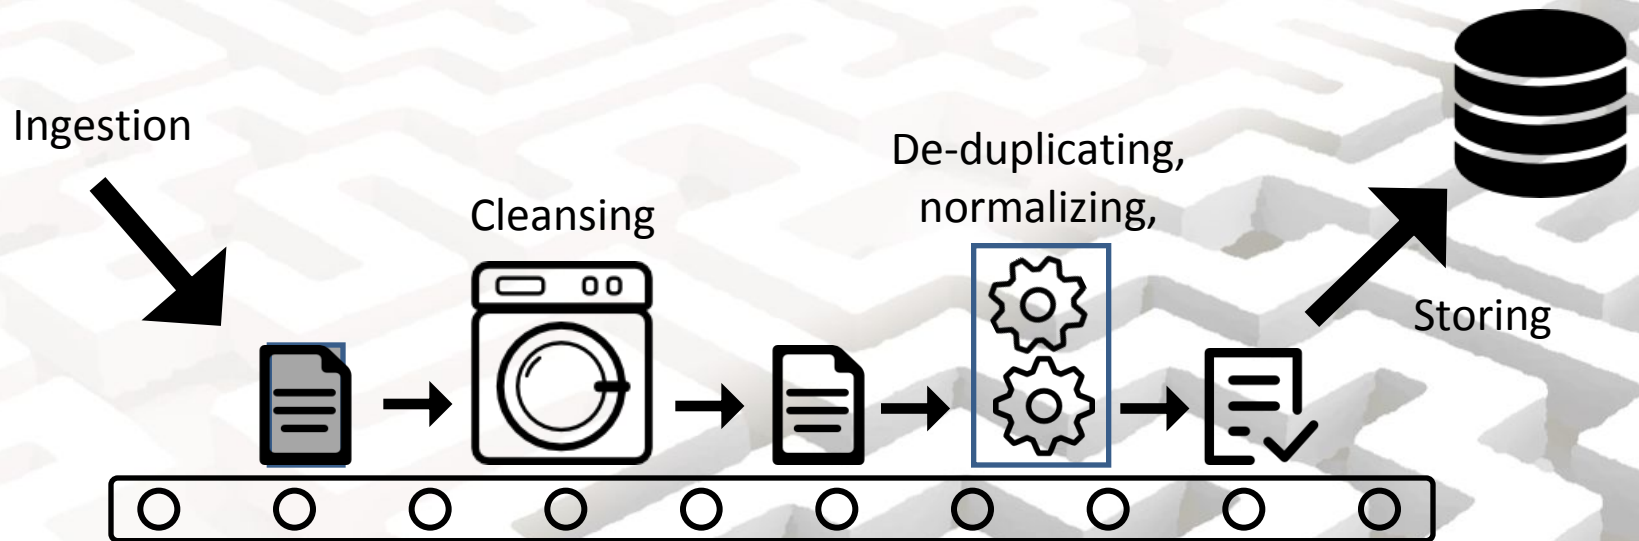 Ingestion
Cleansing
De-duplicating,
normalizing,
Storing